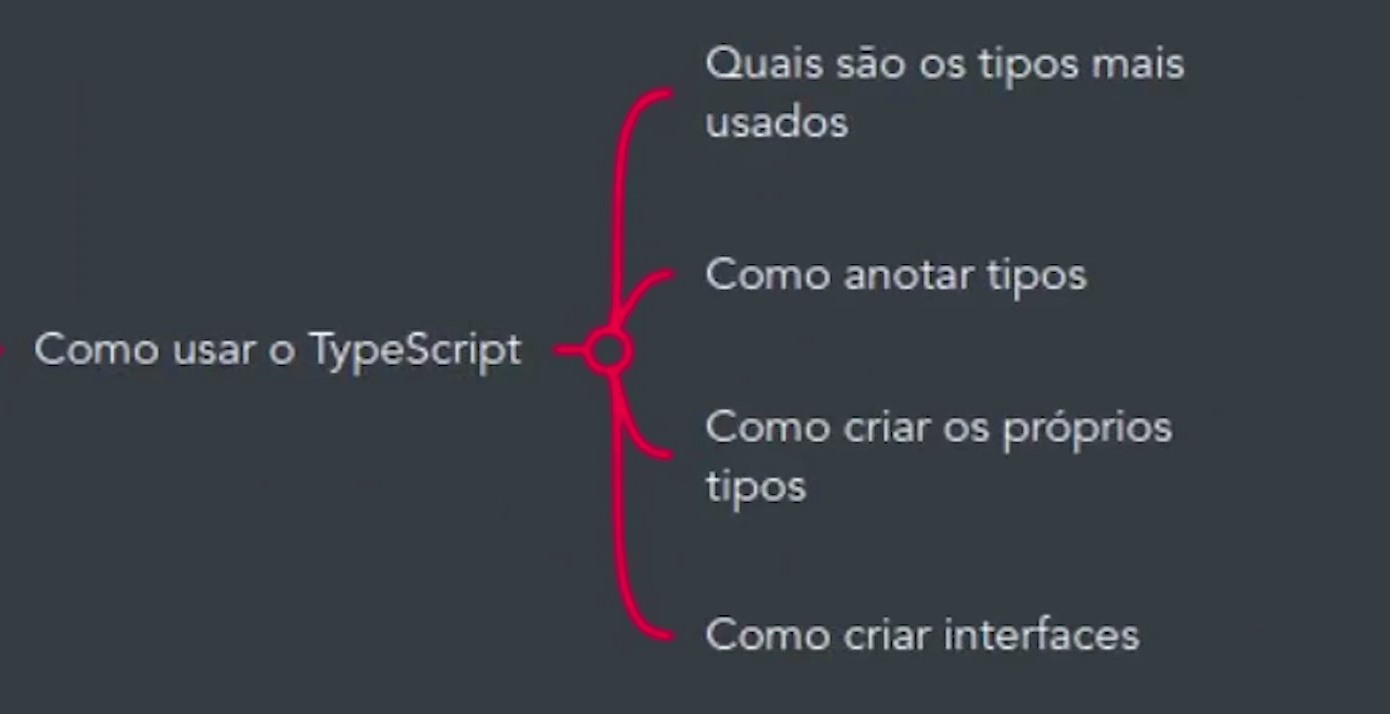 Quais são os tipos mais
usados
Como anotar tipos
Como usar o TypeScript
Como criar os próprios
tipos
Como criar interfaces